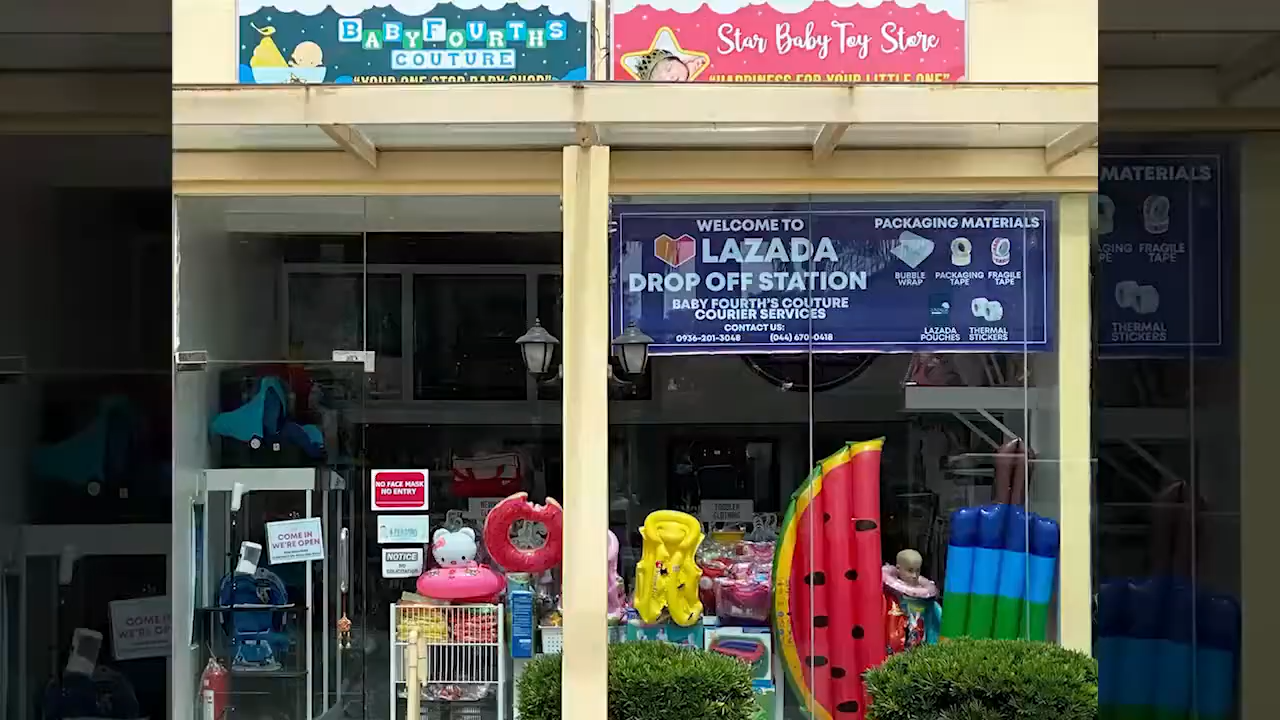 BABYFOURTHS
COUTURE
"YOUR ONE STOP BABY SHOP"
Star Baby Toy Store
"HAPPINESS FOR YOUR LITTLE ONE"
WELCOME TO
LAZADA
DROP OFF STATION
BABY FOURTH'S COUTURE
COURIER SERVICES
CONTACT US:
0936-201-3048 (044) 670-0418
PACKAGING MATERIALS
BUBBLE WRAP
PACKAGING TAPE
FRAGILE TAPE
LAZADA POUCHES
THERMAL STICKERS
MATERIALS
FRAGILE
TAPE
THERMAL
STICKERS
NO FACE MASK
NO ENTRY
COME IN
WE'RE OPEN
NOTICE
NO
SOLICITATION
TODDLER
CLOTHING
COME IN
WE'RE OP